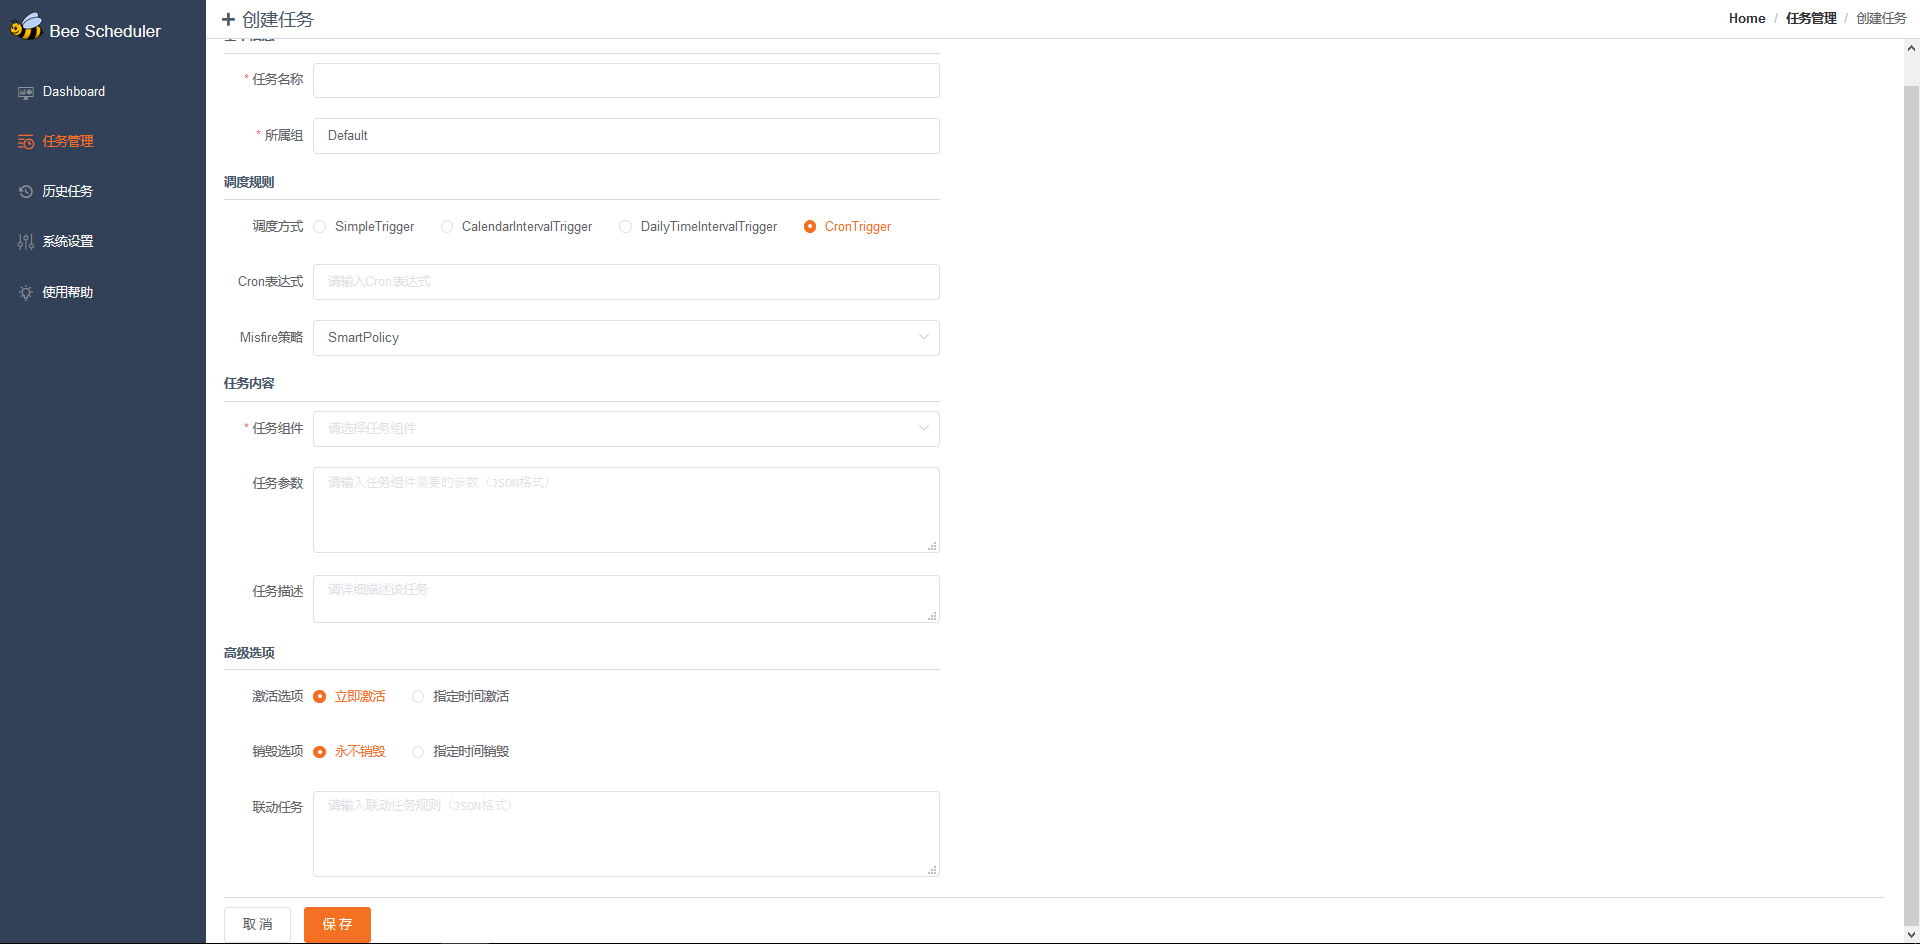 Bee Scheduler
Dashboard
任务管理
历史任务
系统设置
使用帮助
+ 创建任务
Home / 任务管理 / 创建任务
* 任务名称
* 所属组 Default
调度规则
调度方式 SimpleTrigger CalendarIntervalTrigger DailyTimeIntervalTrigger CronTrigger
Cron表达式 请输入Cron表达式
Misfire策略 SmartPolicy
任务内容
* 任务组件 请选择任务组件
任务参数 请输入任务组件需要的参数（JSON格式）
任务描述 请详细描述该任务
高级选项
激活选项 立即激活 指定时间激活
销毁选项 永不销毁 指定时间销毁
联动任务 请输入联动任务规则（JSON格式）
取 消 保 存